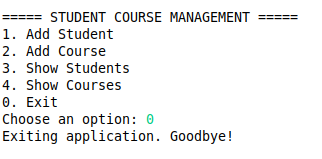 ===== STUDENT COURSE MANAGEMENT =====
1. Add Student
2. Add Course
3. Show Students
4. Show Courses
0. Exit
Choose an option: 0
Exiting application. Goodbye!